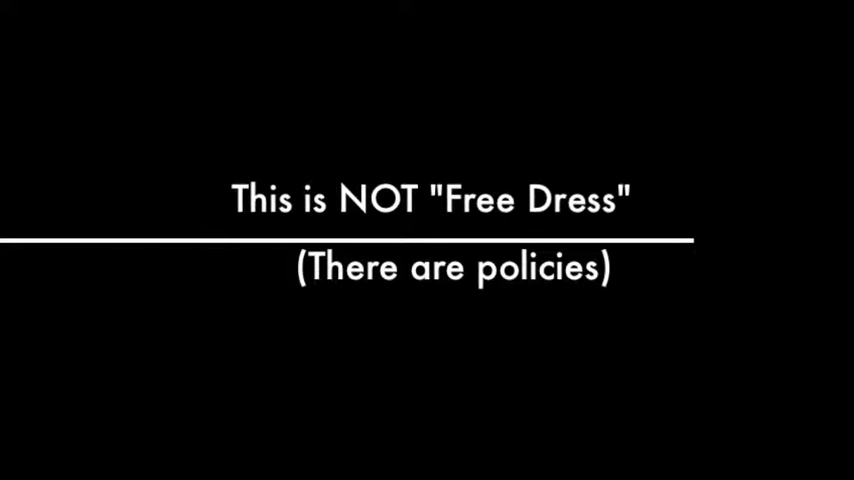 This is NOT "Free Dress"
(There are policies)